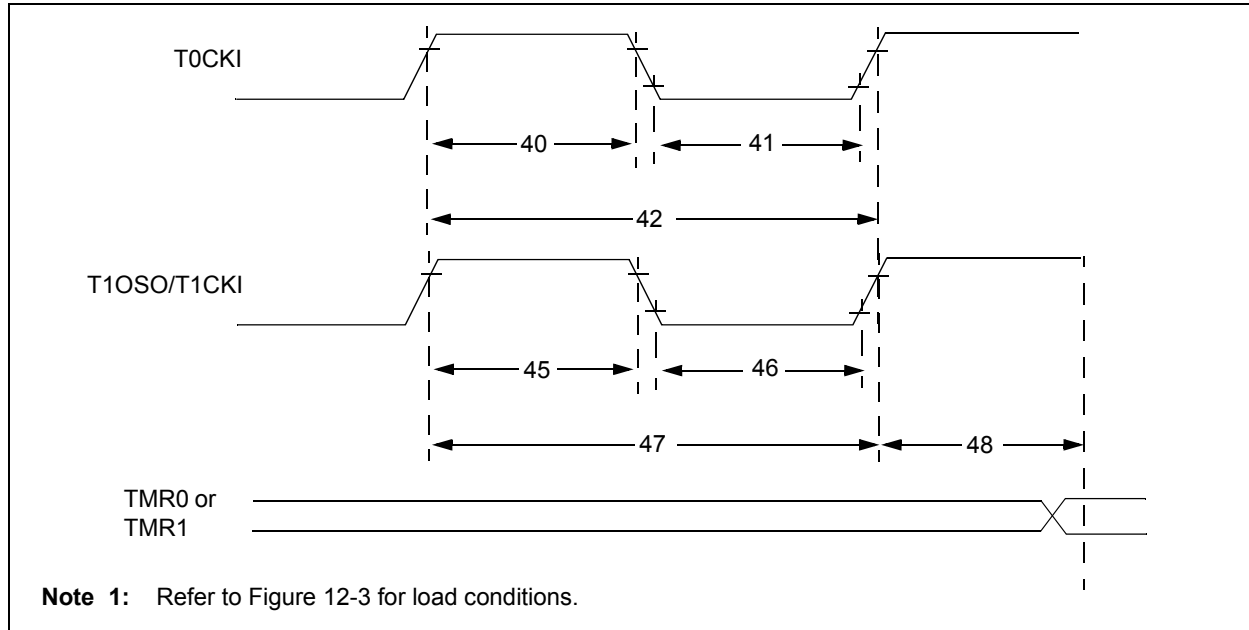 T0CKI
40
41
42
T1OSO/T1CKI
45
46
47
48
TMR0 or
TMR1
Note 1: Refer to Figure 12-3 for load conditions.